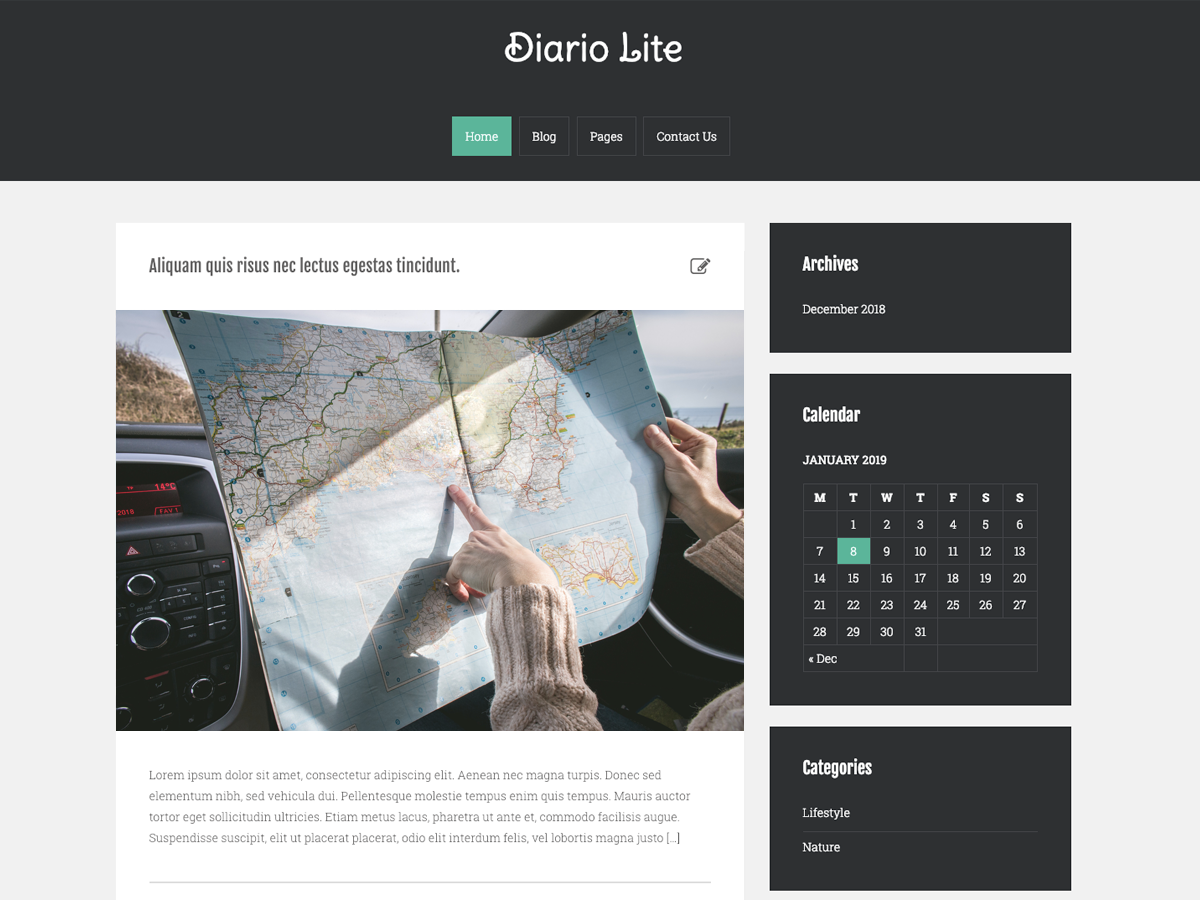 Diario Lite
Home Blog Pages Contact Us
Aliquam quis risus nec lectus egestas tincidunt.
14°C
2018 FAV 1
Lorem ipsum dolor sit amet, consectetur adipiscing elit. Aenean nec magna turpis. Donec sed
elementum nibh, sed vehicula dui. Pellentesque molestie tempus enim quis tempus. Mauris auctor
tortor eget sollicitudin ultricies. Etiam metus lacus, pharetra ut ante et, commodo facilisis augue.
Suspendisse suscipit, elit ut placerat placerat, odio elit interdum felis, vel lobortis magna justo […]
Archives
December 2018
Calendar
JANUARY 2019
M T W T F S S
1 2 3 4 5 6
7 8 9 10 11 12 13
14 15 16 17 18 19 20
21 22 23 24 25 26 27
28 29 30 31
« Dec
Categories
Lifestyle
Nature